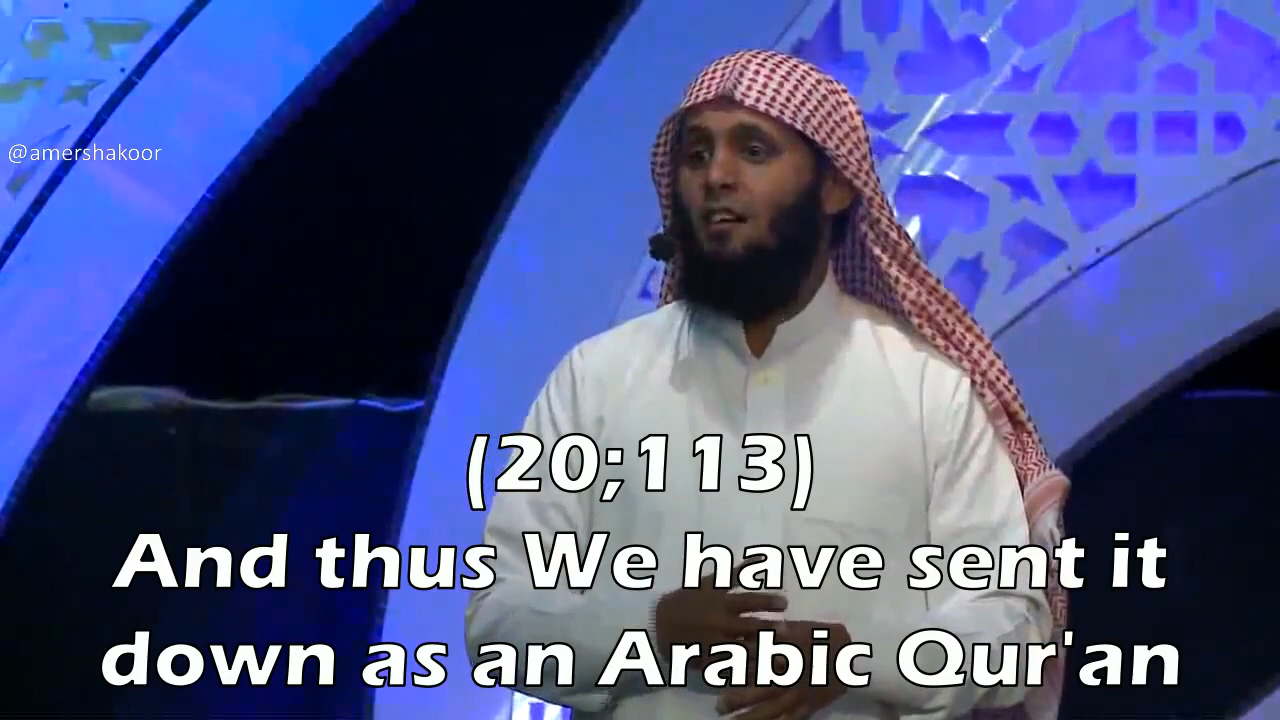 @amershakoor
(20;113)
And thus We have sent it
down as an Arabic Qur'an